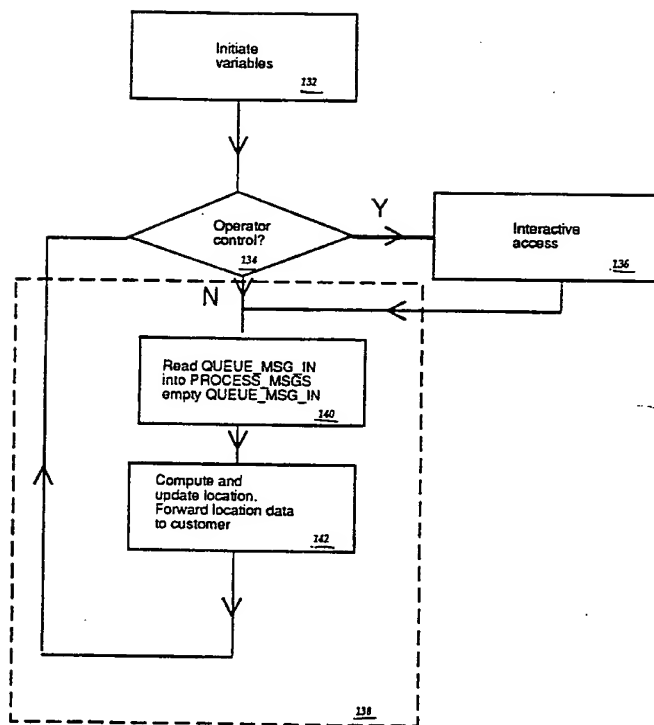 Initiate
variables
132
Operator
control?
134
Y
Interactive
access
136
N
Read QUEUE_MSG_IN
into PROCESS_MSGS
empty QUEUE_MSG_IN
140
Compute and
update location.
Forward location data
to customer
142
138